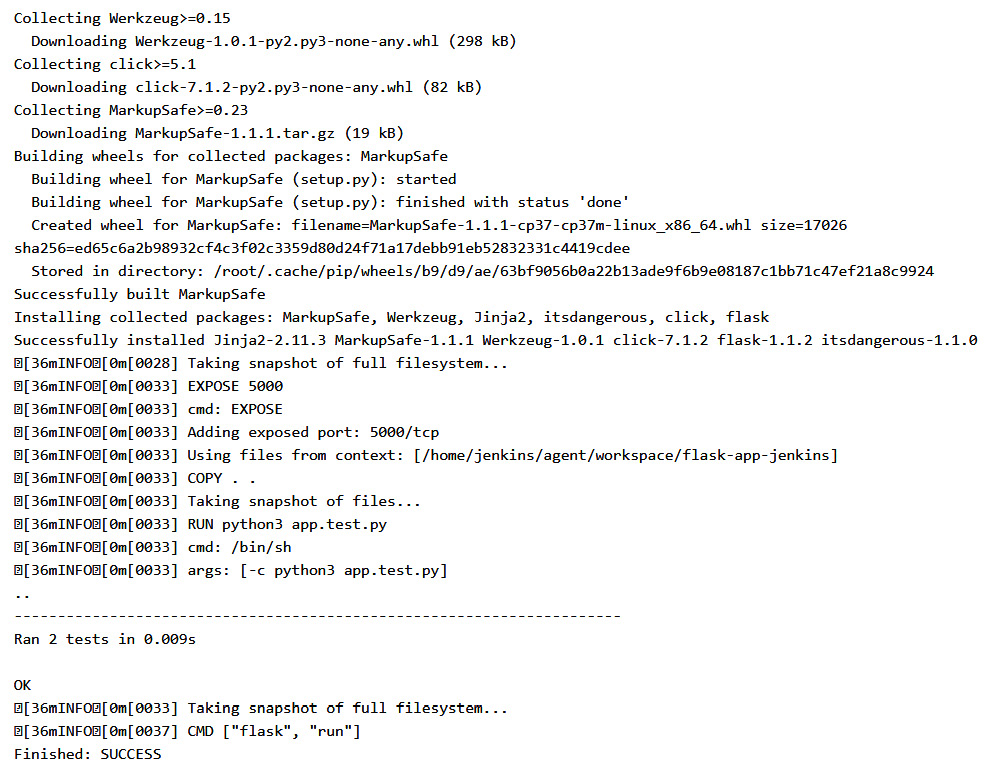 Collecting Werkzeug>=0.15
  Downloading Werkzeug-1.0.1-py2.py3-none-any.whl (298 kB)
Collecting click>=5.1
  Downloading click-7.1.2-py2.py3-none-any.whl (82 kB)
Collecting MarkupSafe>=0.23
  Downloading MarkupSafe-1.1.1.tar.gz (19 kB)
Building wheels for collected packages: MarkupSafe
  Building wheel for MarkupSafe (setup.py): started
  Building wheel for MarkupSafe (setup.py): finished with status 'done'
  Created wheel for MarkupSafe: filename=MarkupSafe-1.1.1-cp37-cp37m-linux_x86_64.whl size=17026
sha256=ed65c6a2b98932cf4c3f02c3359d80d24f71a17debb91eb52832331c4419cdee
  Stored in directory: /root/.cache/pip/wheels/b9/d9/ae/63bf9056b0a22b13ade9f6b9e08187c1bb71c47ef21a8c9924
Successfully built MarkupSafe
Installing collected packages: MarkupSafe, Werkzeug, Jinja2, itsdangerous, click, flask
Successfully installed Jinja2-2.11.3 MarkupSafe-1.1.1 Werkzeug-1.0.1 click-7.1.2 flask-1.1.2 itsdangerous-1.1.0
[36mINFO[0m[0028] Taking snapshot of full filesystem...
[36mINFO[0m[0033] EXPOSE 5000
[36mINFO[0m[0033] cmd: EXPOSE
[36mINFO[0m[0033] Adding exposed port: 5000/tcp
[36mINFO[0m[0033] Using files from context: [/home/jenkins/agent/workspace/flask-app-jenkins]
[36mINFO[0m[0033] COPY . .
[36mINFO[0m[0033] Taking snapshot of files...
[36mINFO[0m[0033] RUN python3 app.test.py
[36mINFO[0m[0033] cmd: /bin/sh
[36mINFO[0m[0033] args: [-c python3 app.test.py]
..
----------------------------------------------------------------------
Ran 2 tests in 0.009s

OK
[36mINFO[0m[0033] Taking snapshot of full filesystem...
[36mINFO[0m[0037] CMD ["flask", "run"]
Finished: SUCCESS